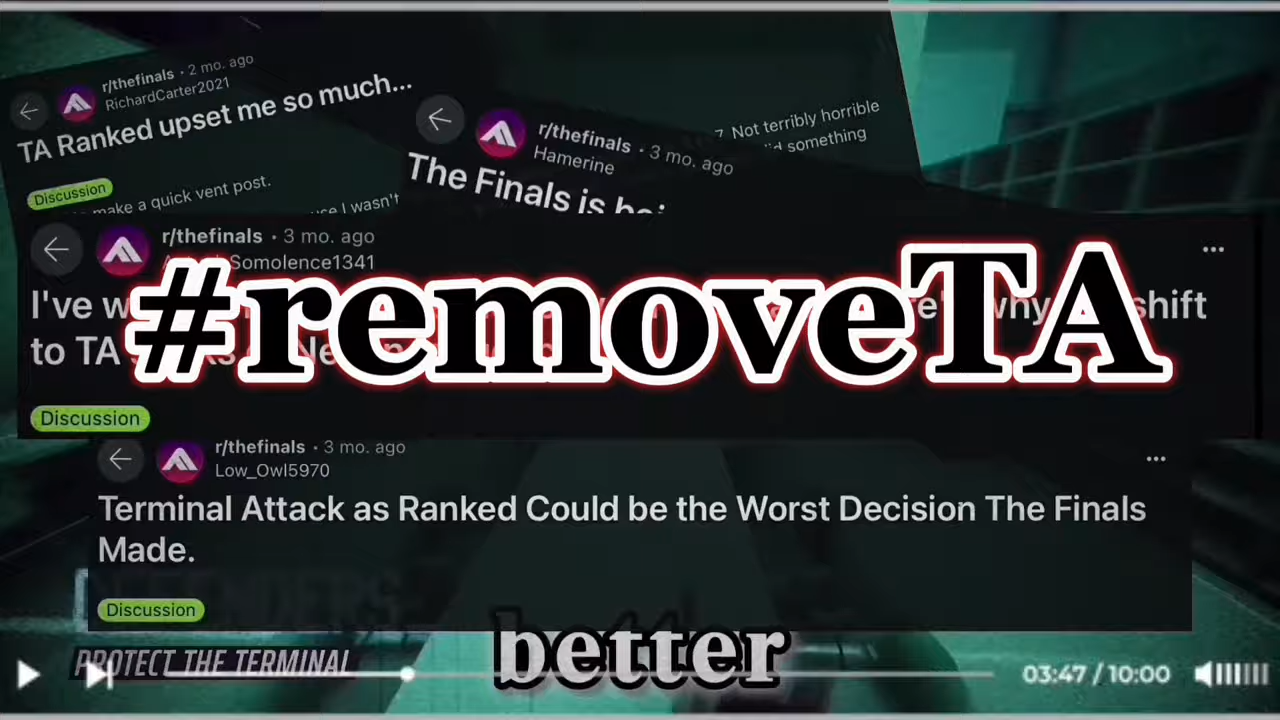 r/thefinals · 2 mo. ago
RichardCarter2021
TA Ranked upset me so much...
Discussion
make a quick vent post.
I wasn't
r/thefinals · 3 mo. ago
Hamerine
The Finals is
Not terribly horrible
something
r/thefinals · 3 mo. ago
Somolence1341
I've
why
shift
to TA
#removeTA
Discussion
r/thefinals · 3 mo. ago
Low_Owl5970
Terminal Attack as Ranked Could be the Worst Decision The Finals
Made.
Discussion
DEFENDERS
PROTECT THE TERMINAL
better
03:47 / 10:00